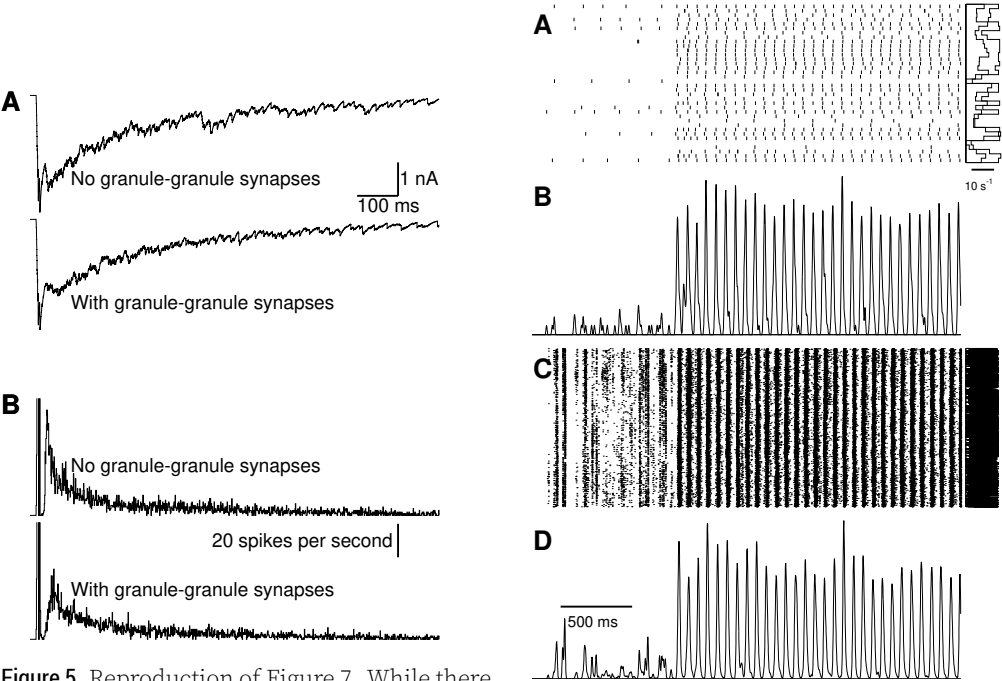 A
No granule-granule synapses
1 nA
100 ms
With granule-granule synapses
B
No granule-granule synapses
20 spikes per second
With granule-granule synapses
Figure 5. Reproduction of Figure 7. While there
A
10 s⁻¹
B
C
D
500 ms